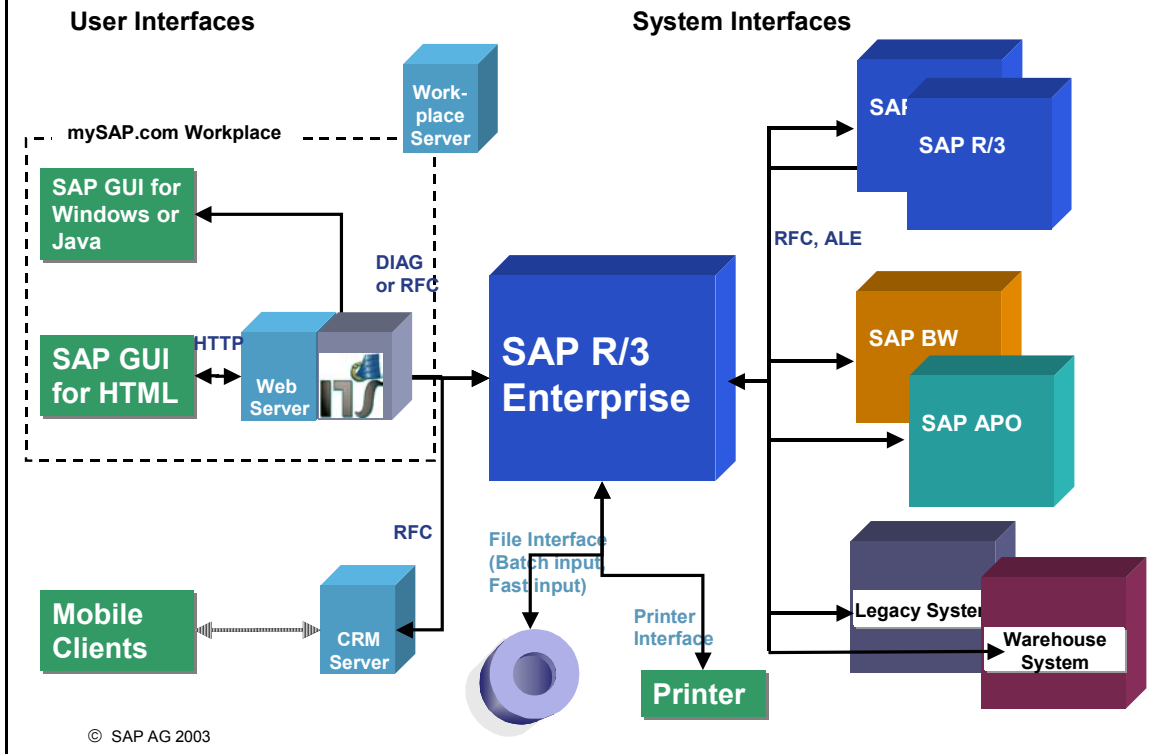 User Interfaces
System Interfaces
Work-
place
Server
mySAP.com Workplace
SAP GUI for
Windows or
Java
DIAG
or RFC
HTTP
SAP GUI
for HTML
Web
Server
ITS
SAP R/3
Enterprise
SAP
SAP R/3
RFC, ALE
SAP BW
SAP APO
RFC
File Interface
(Batch input,
Fast input)
Mobile
Clients
CRM
Server
Printer
Interface
Printer
Legacy System
Warehouse
System
© SAP AG 2003